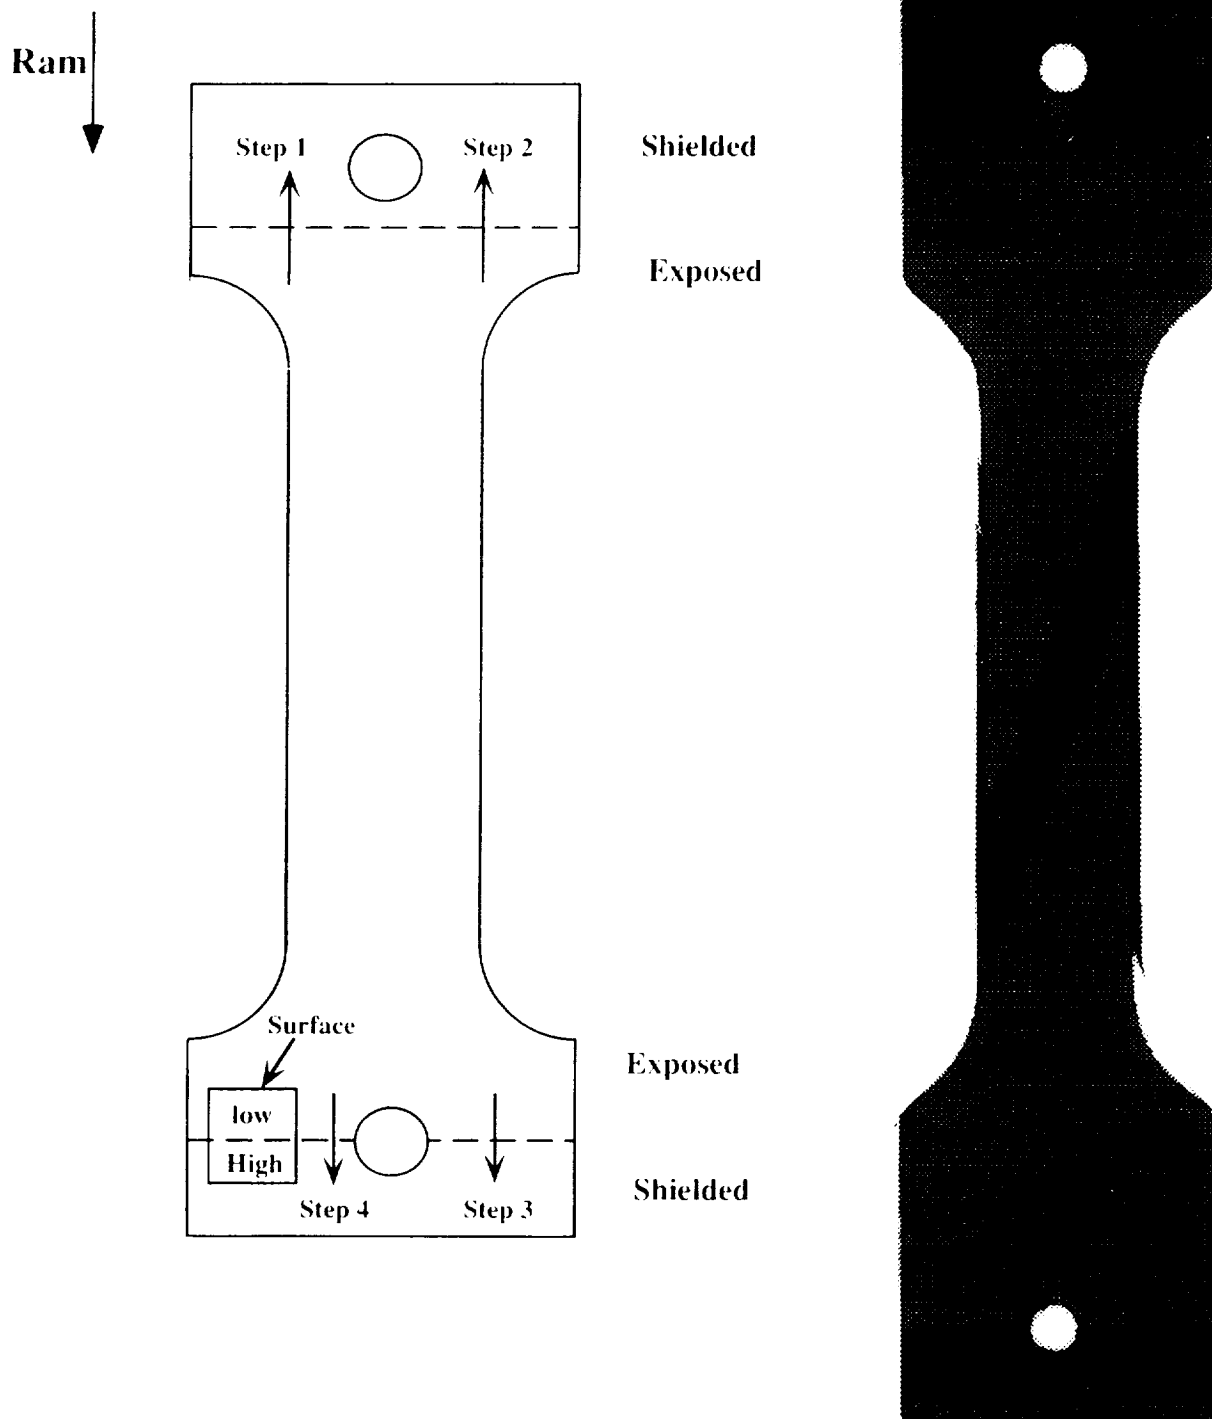 Ram
Step 1
Step 2
Shielded
Exposed
Surface
low
High
Exposed
Step 4
Step 3
Shielded